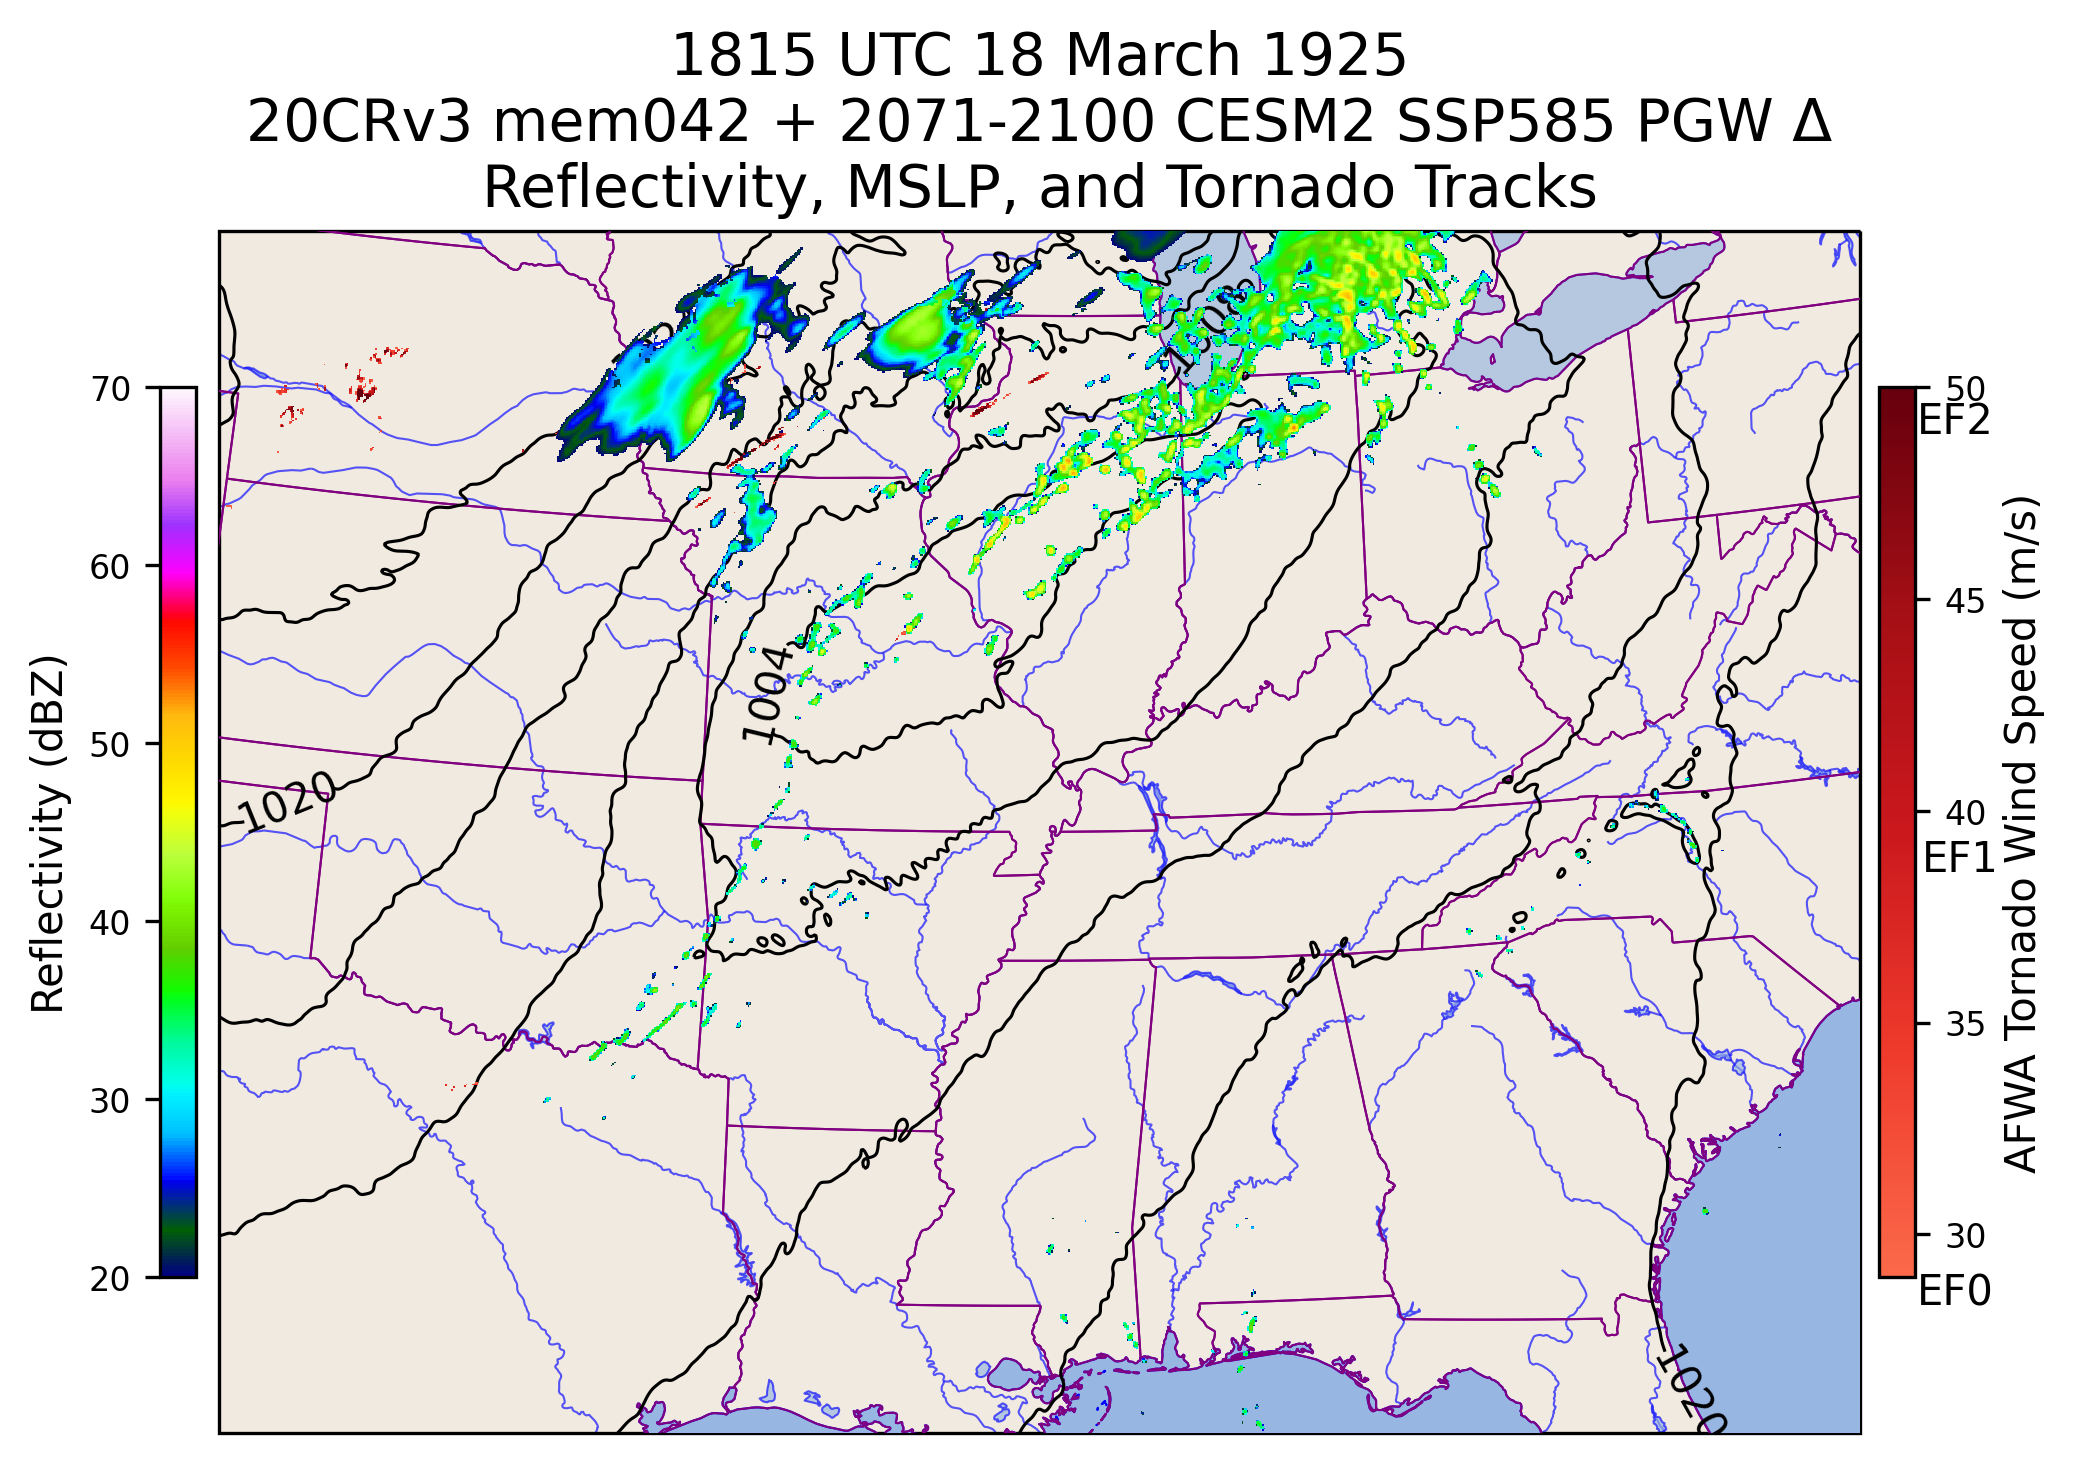 1815 UTC 18 March 1925
20CRv3 mem042 + 2071-2100 CESM2 SSP585 PGW Δ
Reflectivity, MSLP, and Tornado Tracks
Reflectivity (dBZ)
70
60
50
40
30
20
1008
1004
1020
1020
50
EF2
45
40
EF1
35
30
EF0
AFWA Tornado Wind Speed (m/s)